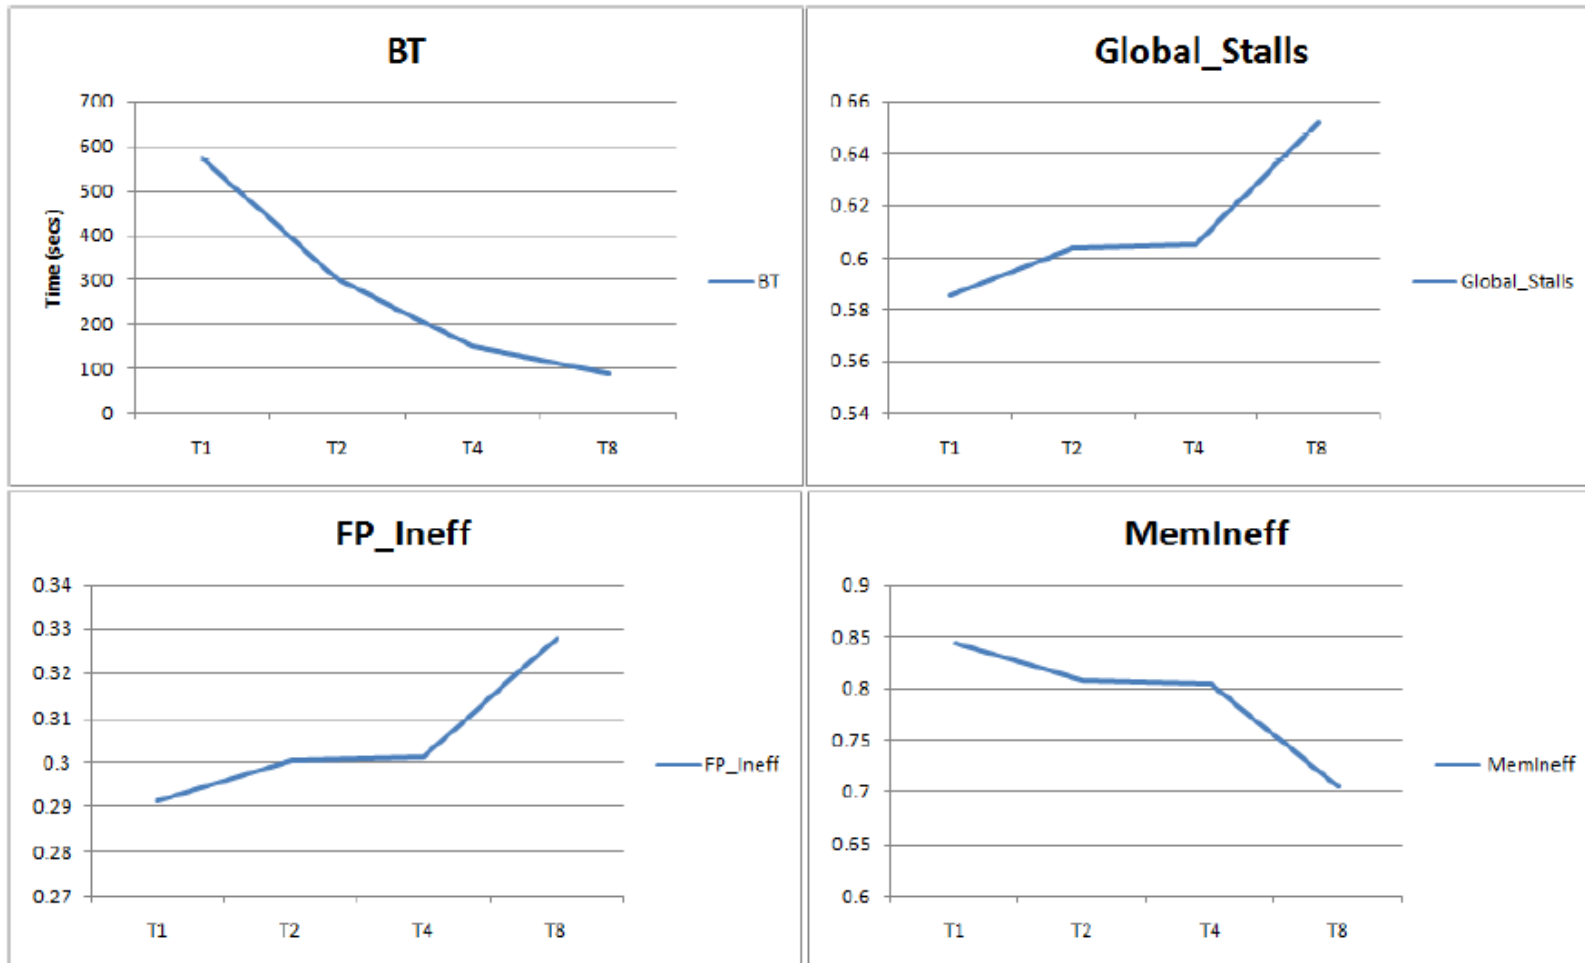 BT
Time (secs)
700
600
500
400
300
200
100
0
T1 T2 T4 T8
BT
Global_Stalls
0.66
0.64
0.62
0.6
0.58
0.56
0.54
T1 T2 T4 T8
Global_Stalls
FP_Ineff
0.34
0.33
0.32
0.31
0.3
0.29
0.28
0.27
T1 T2 T4 T8
FP_Ineff
MemIneff
0.9
0.85
0.8
0.75
0.7
0.65
0.6
T1 T2 T4 T8
MemIneff